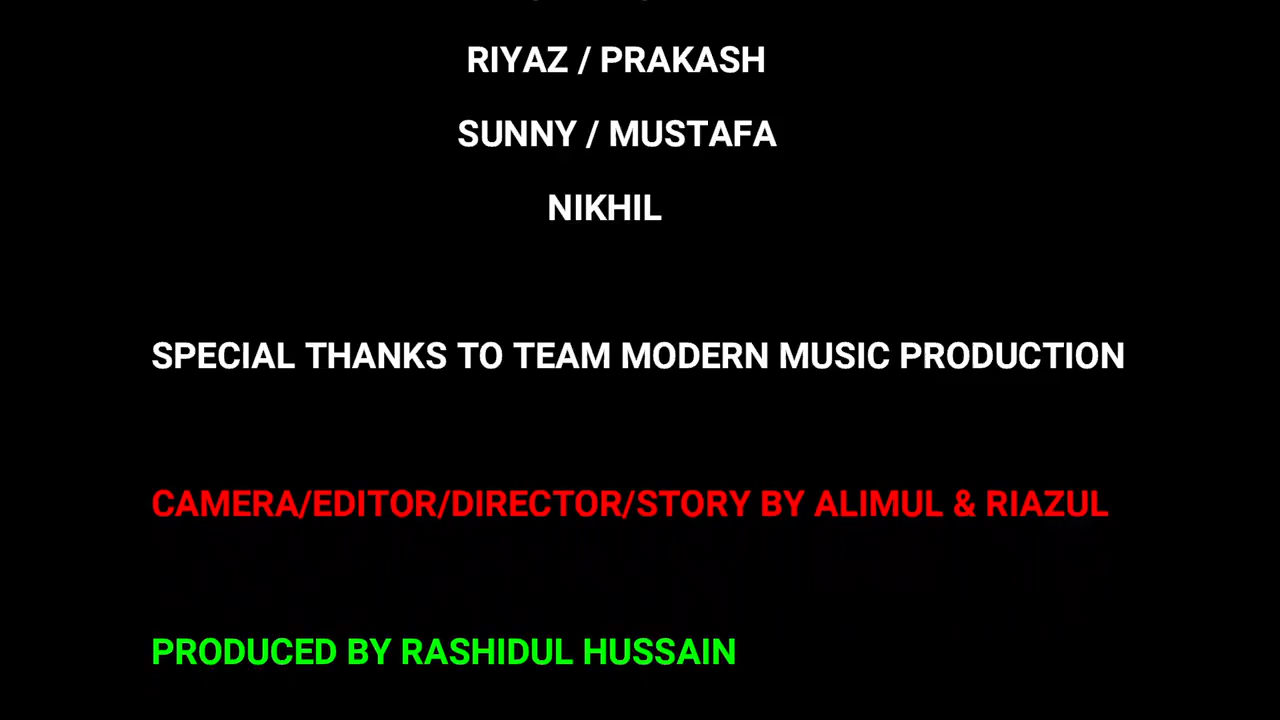 RIYAZ / PRAKASH
SUNNY / MUSTAFA
NIKHIL
SPECIAL THANKS TO TEAM MODERN MUSIC PRODUCTION
CAMERA/EDITOR/DIRECTOR/STORY BY ALIMUL & RIAZUL
PRODUCED BY RASHIDUL HUSSAIN